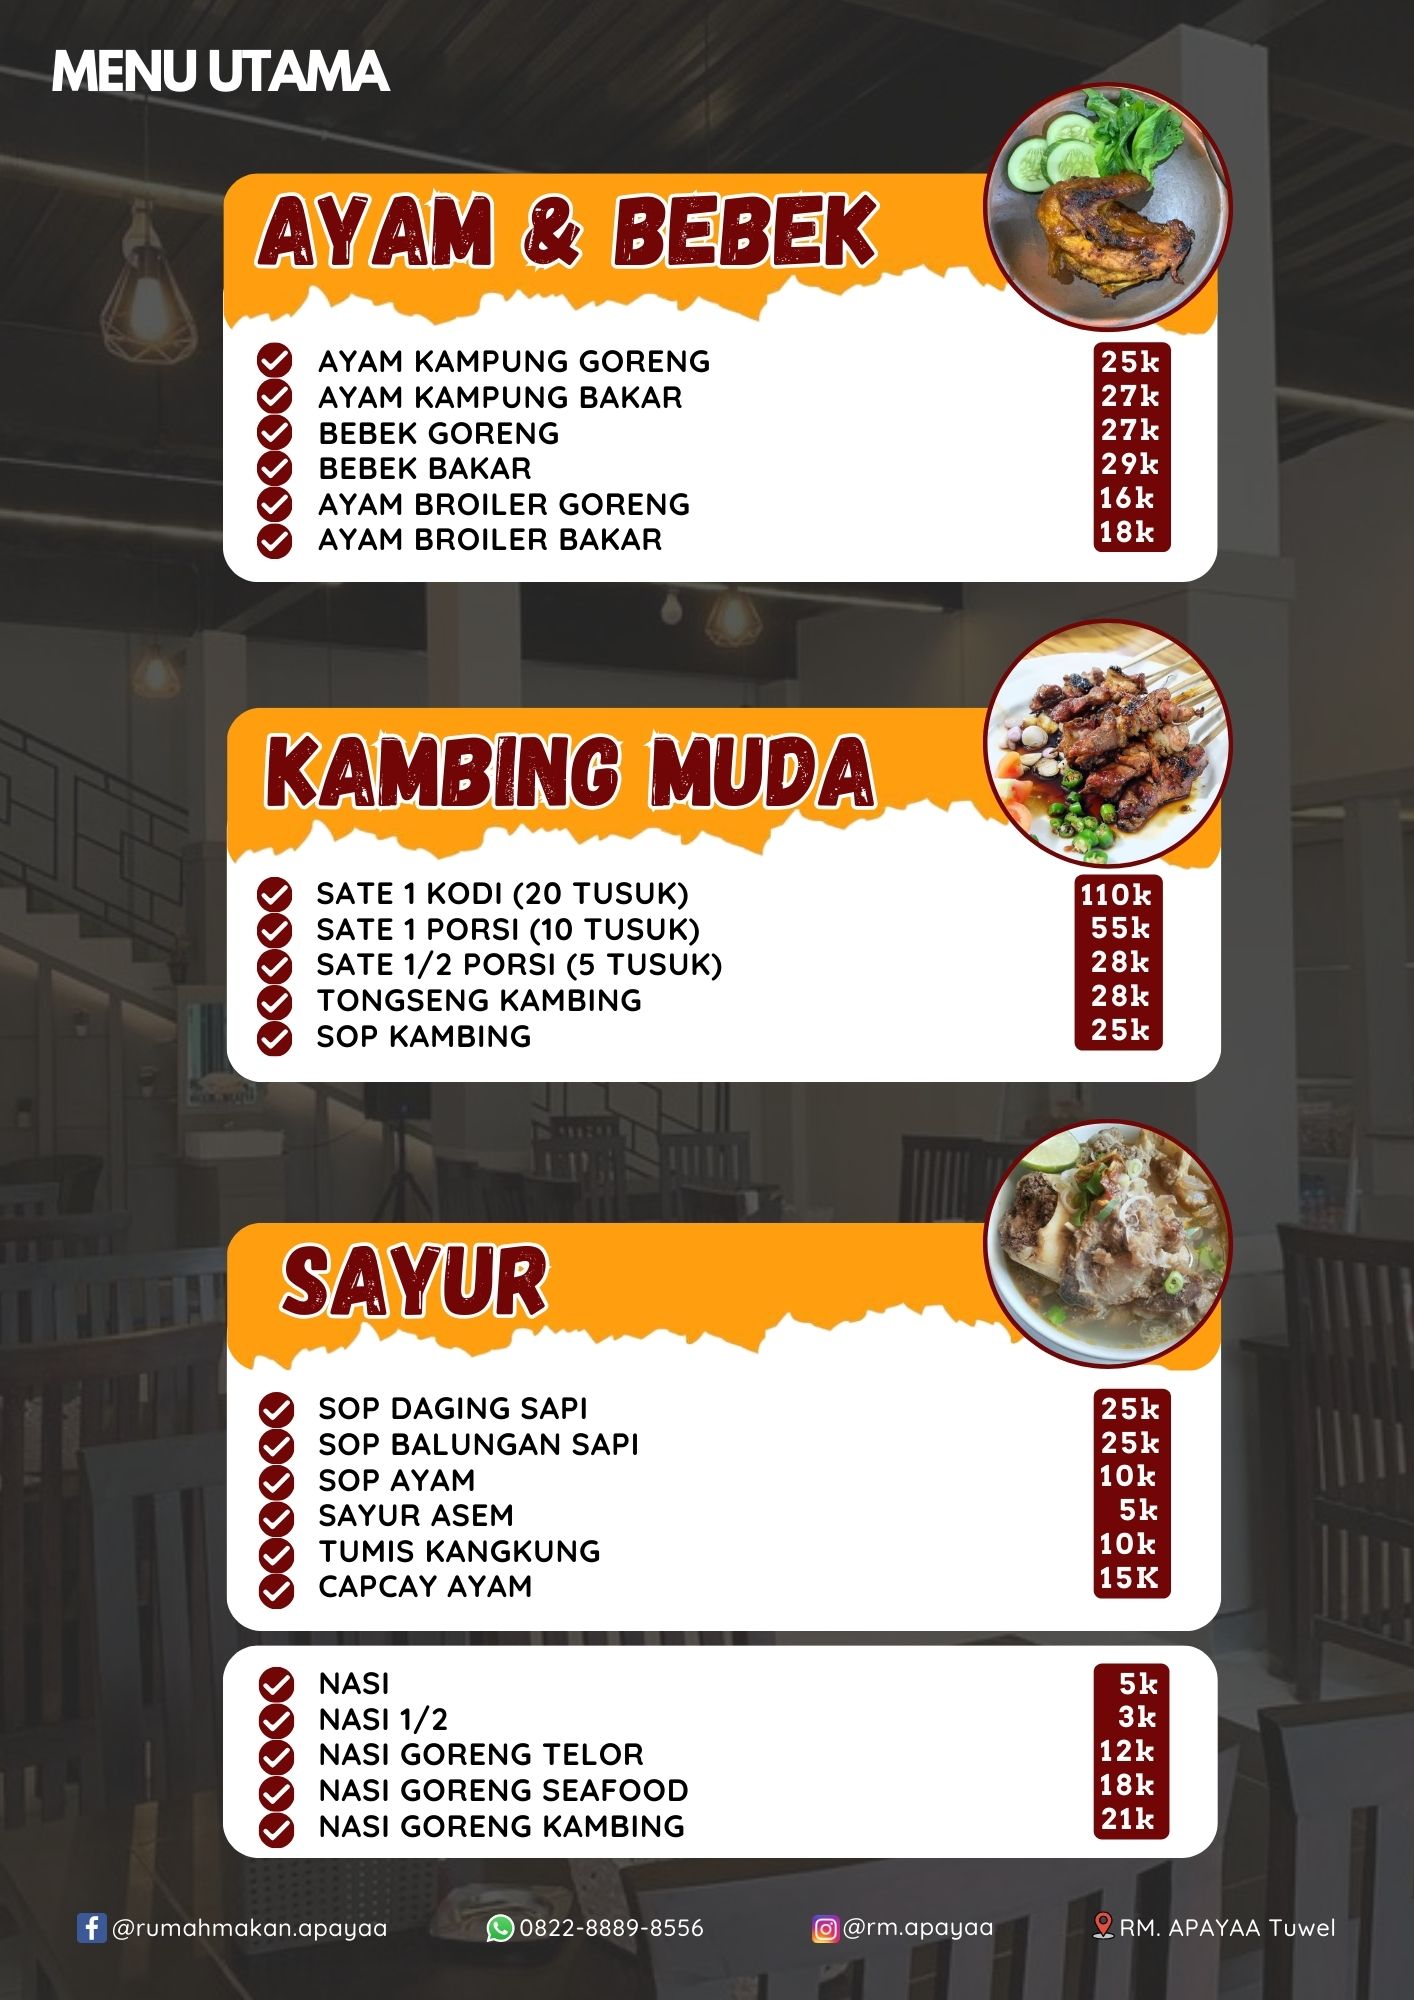 MENU UTAMA
AYAM & BEBEK
AYAM KAMPUNG GORENG 25k
AYAM KAMPUNG BAKAR 27k
BEBEK GORENG 27k
BEBEK BAKAR 29k
AYAM BROILER GORENG 16k
AYAM BROILER BAKAR 18k
KAMBING MUDA
SATE 1 KODI (20 TUSUK) 110k
SATE 1 PORSI (10 TUSUK) 55k
SATE 1/2 PORSI (5 TUSUK) 28k
TONGSENG KAMBING 28k
SOP KAMBING 25k
SAYUR
SOP DAGING SAPI 25k
SOP BALUNGAN SAPI 25k
SOP AYAM 10k
SAYUR ASEM 5k
TUMIS KANGKUNG 10k
CAPCAY AYAM 15K
NASI 5k
NASI 1/2 3k
NASI GORENG TELOR 12k
NASI GORENG SEAFOOD 18k
NASI GORENG KAMBING 21k
@rumahmakan.apayaa 0822-8889-8556 @rm.apayaa RM. APAYAA Tuwel